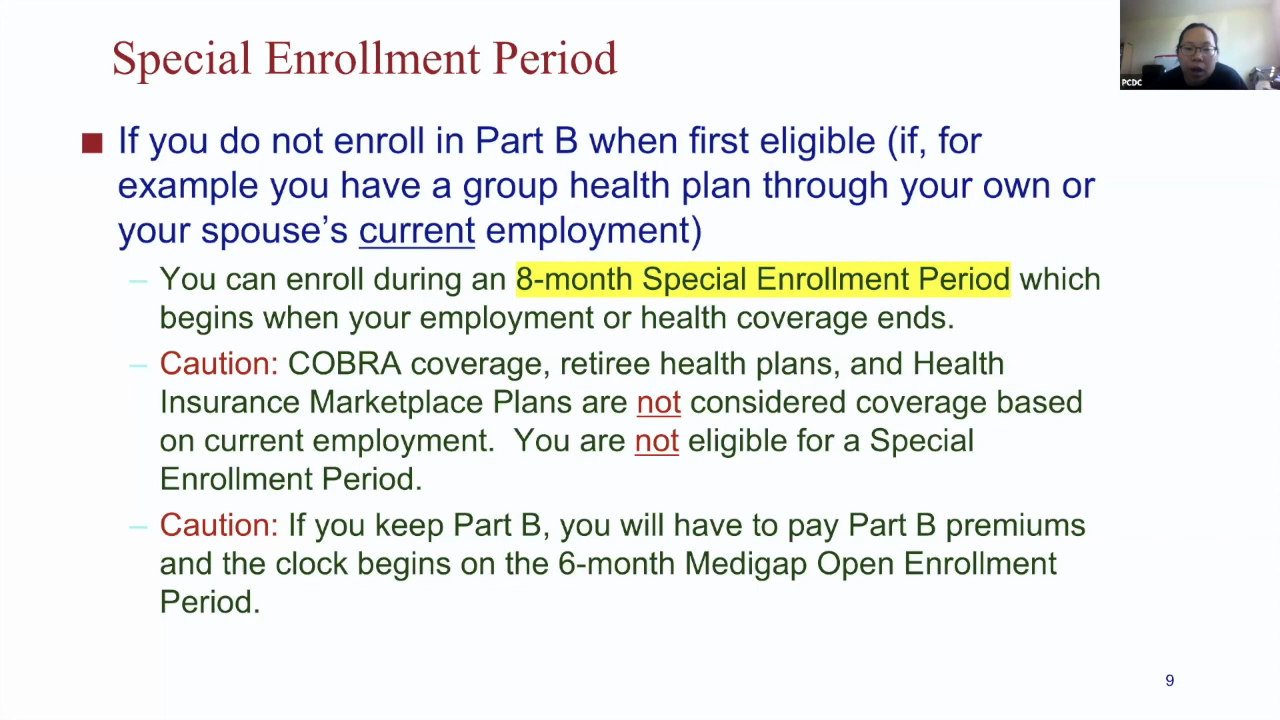 Special Enrollment Period
PCDC
■ If you do not enroll in Part B when first eligible (if, for
example you have a group health plan through your own or
your spouse’s current employment)
– You can enroll during an 8-month Special Enrollment Period which
begins when your employment or health coverage ends.
– Caution: COBRA coverage, retiree health plans, and Health
Insurance Marketplace Plans are not considered coverage based
on current employment.  You are not eligible for a Special
Enrollment Period.
– Caution: If you keep Part B, you will have to pay Part B premiums
and the clock begins on the 6-month Medigap Open Enrollment
Period.
9